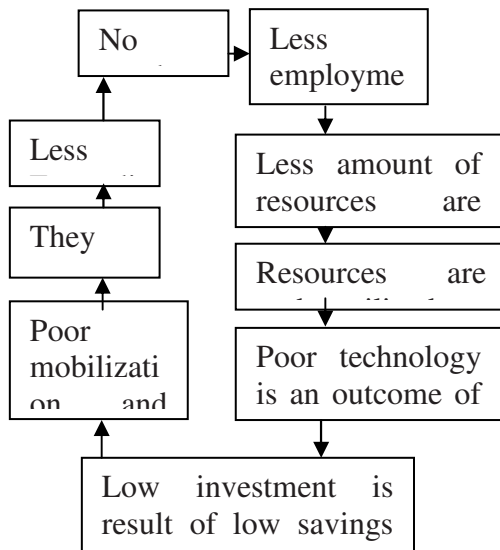 No
Less
employme
Less amount of
resources are
Resources are
Poor technology
is an outcome of
Low investment is
result of low savings
Poor
mobilizati
on and
They
Less